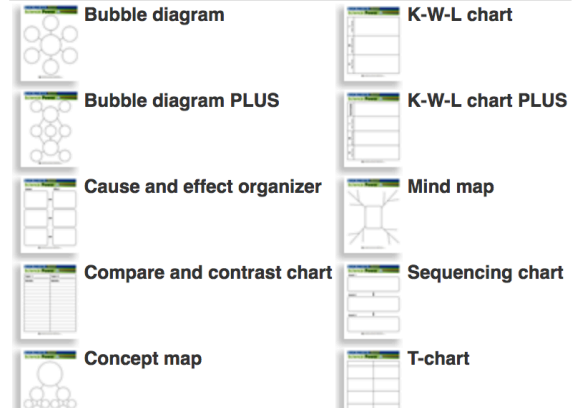 Bubble diagram
K-W-L chart
Bubble diagram PLUS
K-W-L chart PLUS
Cause and effect organizer
Mind map
Compare and contrast chart
Sequencing chart
Concept map
T-chart